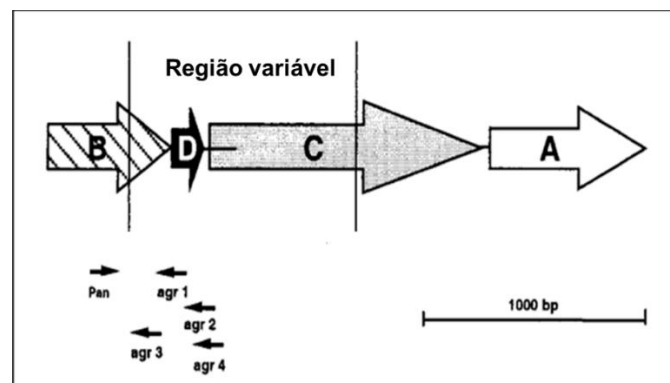 Região variável
B
D
C
A
Pan
agr 1
agr 2
agr 3
agr 4
1000 bp